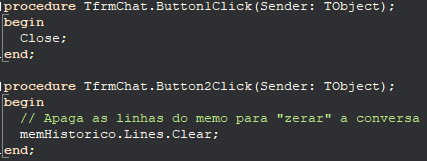 procedure TfrmChat.Button1Click(Sender: TObject);
begin
  Close;
end;

procedure TfrmChat.Button2Click(Sender: TObject);
begin
  // Apaga as linhas do memo para "zerar" a conversa
  memHistorico.Lines.Clear;
end;